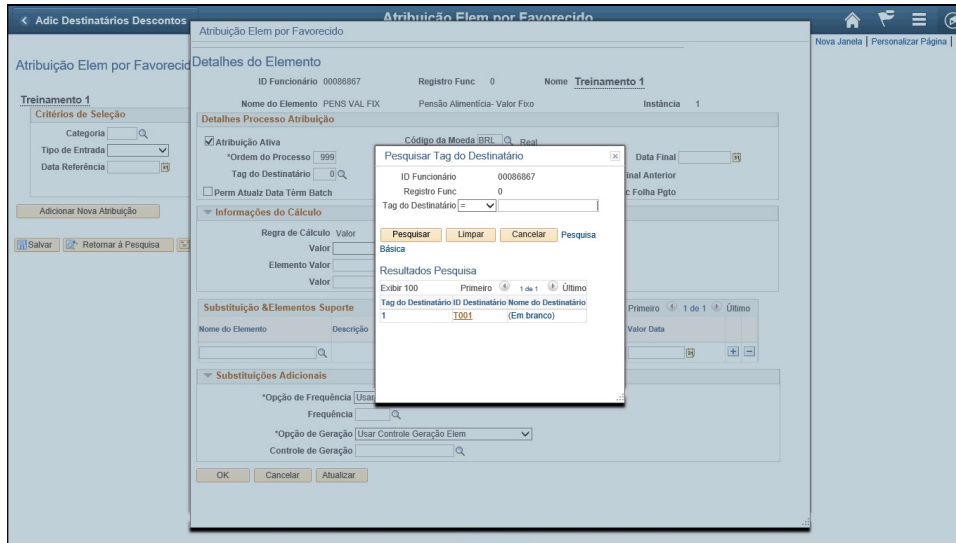 Adic Destinatários Descontos
Atribuição Elem por Favorecido
Nova Janela | Personalizar Página |
Atribuição Elem por Favorecid
Treinamento 1
Critérios de Seleção
Categoria
Tipo de Entrada
Data Referência
Adicionar Nova Atribuição
Salvar Retornar à Pesquisa
Atribuição Elem por Favorecido
Detalhes do Elemento
ID Funcionário 00086867 Registro Func 0 Nome Treinamento 1
Nome do Elemento PENS VAL FIX Pensão Alimentícia- Valor Fixo Instância 1
Detalhes Processo Atribuição
Atribuição Ativa Código da Moeda BRL Real
*Ordem do Processo 999 Data Final
Tag do Destinatário 0 inal Anterior
Perm Atualz Data Térm Batch c Folha Pgto
Informações do Cálculo
Regra de Cálculo Valor
Valor
Elemento Valor
Valor
Substituição &Elementos Suporte Primeiro 1 de 1 Último
Nome do Elemento Descrição Valor Data
Substituições Adicionais
*Opção de Frequência Usar
Frequência
*Opção de Geração Usar Controle Geração Elem
Controle de Geração
OK Cancelar Atualizar
Pesquisar Tag do Destinatário
ID Funcionário 00086867
Registro Func 0
Tag do Destinatário =
Pesquisar Limpar Cancelar Pesquisa
Básica
Resultados Pesquisa
Exibir 100 Primeiro 1 de 1 Último
Tag do Destinatário ID Destinatário Nome do Destinatário
1 T001 (Em branco)